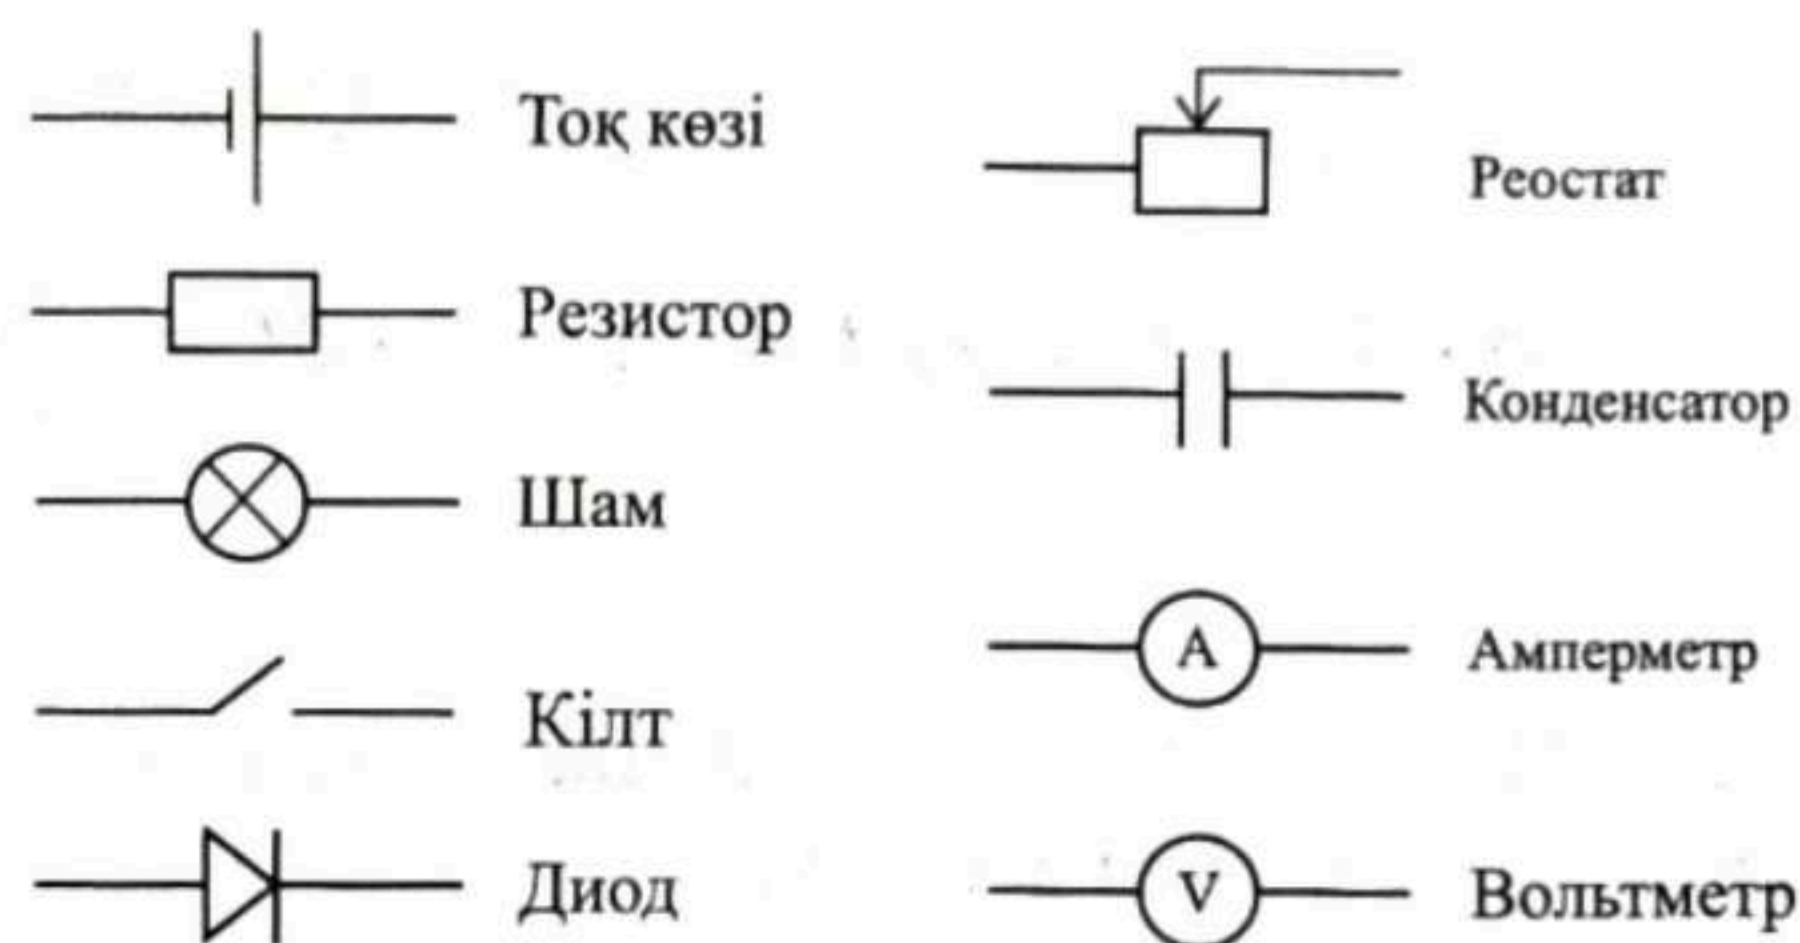 Тоқ көзі
Резистор
Шам
Кілт
Диод
Реостат
Конденсатор
A
Амперметр
V
Вольтметр